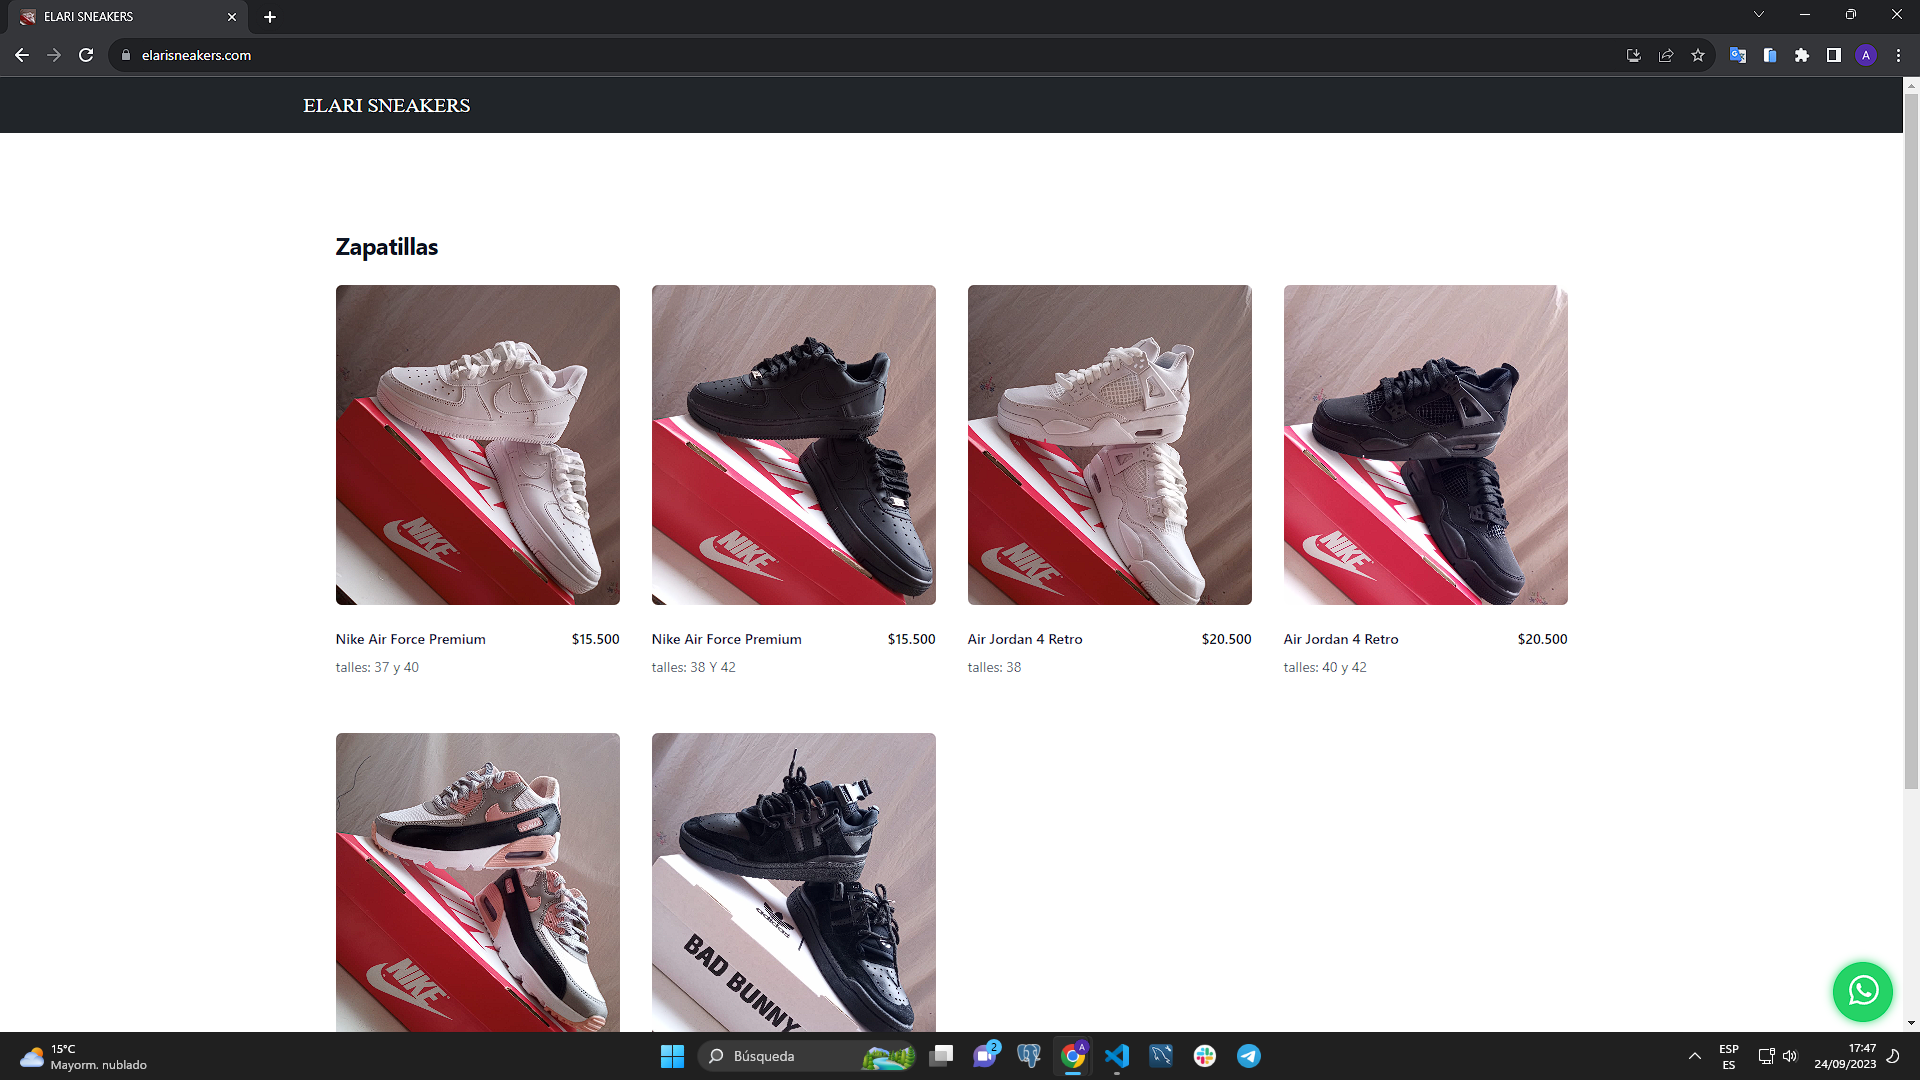 ELARI SNEAKERS
elarisneakers.com
A
ELARI SNEAKERS
Zapatillas
NIKE
NIKE
NIKE
NIKE
Nike Air Force Premium $15.500
talles: 37 y 40
Nike Air Force Premium $15.500
talles: 38 Y 42
Air Jordan 4 Retro $20.500
talles: 38
Air Jordan 4 Retro $20.500
talles: 40 y 42
NIKE
adidas
BAD BUNNY
15°C
Mayorm. nublado
Búsqueda
2
A
ESP
ES
17:47
24/09/2023